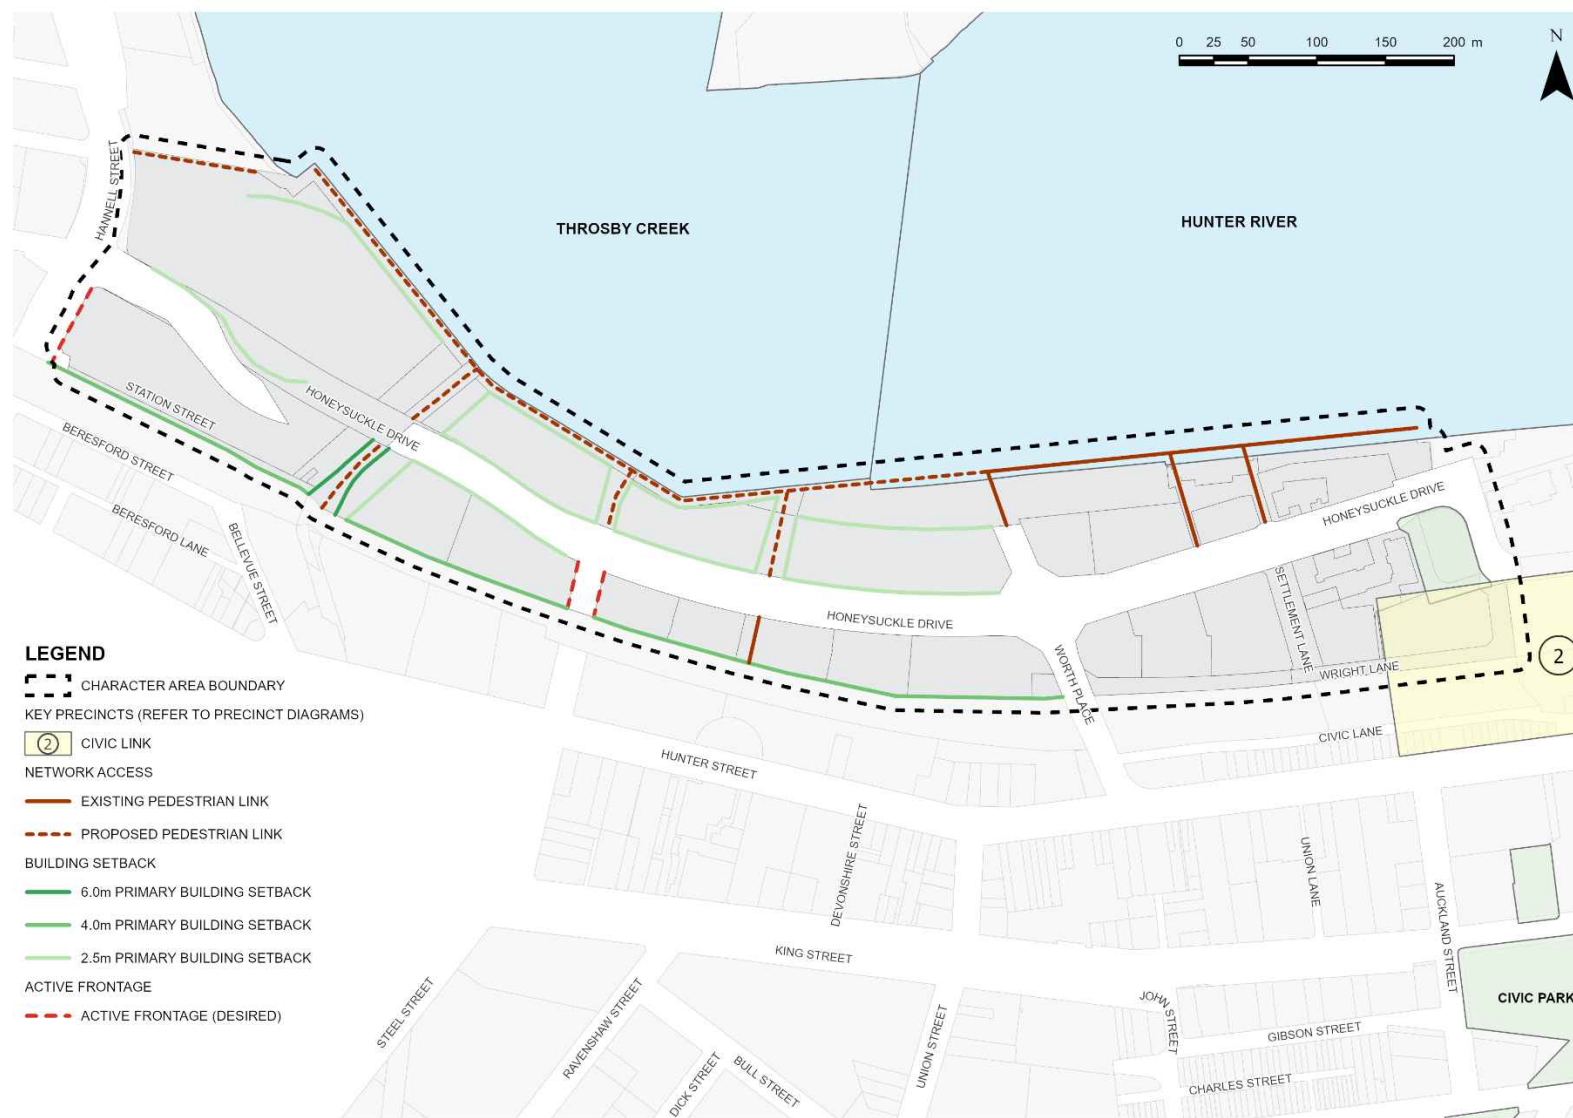 0 25 50 100 150 200 m
N
HANNELL STREET
THROSBY CREEK
HUNTER RIVER
STATION STREET
HONEYSUCKLE DRIVE
BERESFORD STREET
BERESFORD LANE
BELLEVUE STREET
HONEYSUCKLE DRIVE
HONEYSUCKLE DRIVE
SETTLEMENT LANE
WORTH PLACE
WRIGHT LANE
2
CIVIC LANE
HUNTER STREET
DEVONSHIRE STREET
UNION LANE
AUCKLAND STREET
KING STREET
STEEL STREET
RAVENSHAW STREET
DICK STREET
BULL STREET
UNION STREET
JOHN STREET
GIBSON STREET
CHARLES STREET
CIVIC PARK
LEGEND
CHARACTER AREA BOUNDARY
KEY PRECINCTS (REFER TO PRECINCT DIAGRAMS)
2 CIVIC LINK
NETWORK ACCESS
EXISTING PEDESTRIAN LINK
PROPOSED PEDESTRIAN LINK
BUILDING SETBACK
6.0m PRIMARY BUILDING SETBACK
4.0m PRIMARY BUILDING SETBACK
2.5m PRIMARY BUILDING SETBACK
ACTIVE FRONTAGE
ACTIVE FRONTAGE (DESIRED)